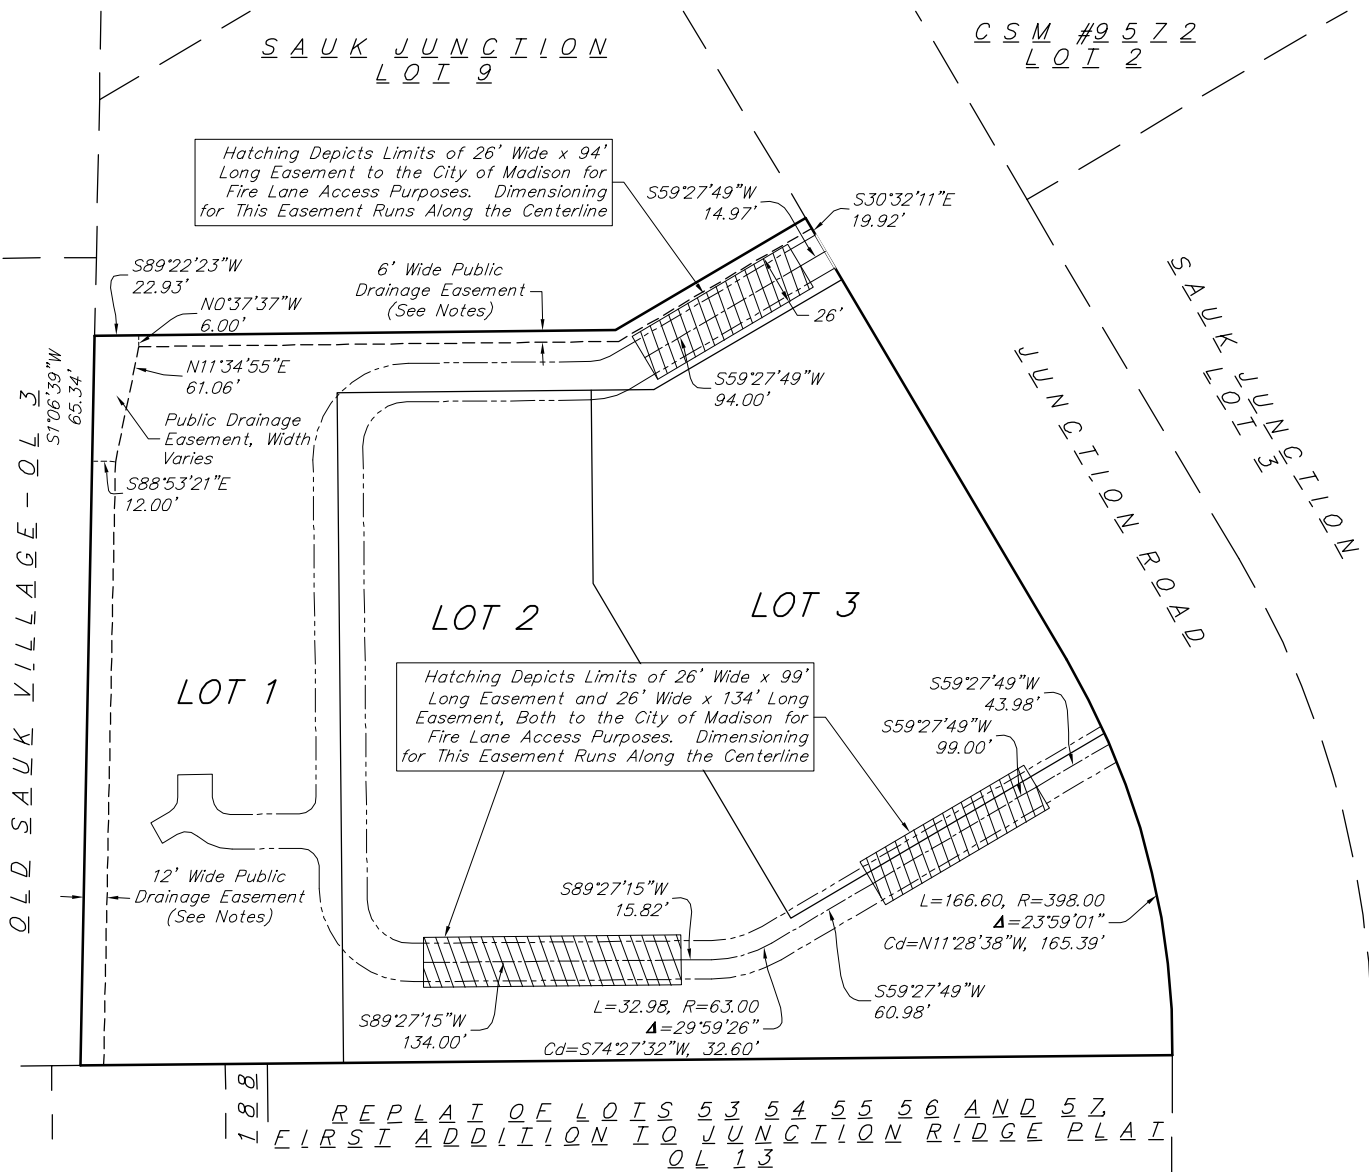 SAUK JUNCTION
LOT 9
CSM #9572
LOT 2
Hatching Depicts Limits of 26' Wide x 94'
Long Easement to the City of Madison for
Fire Lane Access Purposes. Dimensioning
for This Easement Runs Along the Centerline
S59°27'49"W
14.97'
S30°32'11"E
19.92'
S89°22'23"W
22.93'
N0°37'37"W
6.00'
6' Wide Public
Drainage Easement
(See Notes)
26'
SAUK JUNCTION
LOT 3
JUNCTION ROAD
S1°06'39"W
65.34'
N11°34'55"E
61.06'
S59°27'49"W
94.00'
Public Drainage
Easement, Width
Varies
S88°53'21"E
12.00'
OLD SAUK VILLAGE - OL 3
LOT 2
LOT 3
LOT 1
Hatching Depicts Limits of 26' Wide x 99'
Long Easement and 26' Wide x 134' Long
Easement, Both to the City of Madison for
Fire Lane Access Purposes. Dimensioning
for This Easement Runs Along the Centerline
S59°27'49"W
43.98'
S59°27'49"W
99.00'
12' Wide Public
Drainage Easement
(See Notes)
S89°27'15"W
15.82'
L=166.60, R=398.00
Δ=23°59'01"
Cd=N11°28'38"W, 165.39'
S59°27'49"W
60.98'
S89°27'15"W
134.00'
L=32.98, R=63.00
Δ=29°59'26"
Cd=S74°27'32"W, 32.60'
188
REPLAT OF LOTS 53 54 55 56 AND 57,
FIRST ADDITION TO JUNCTION RIDGE PLAT
OL 13